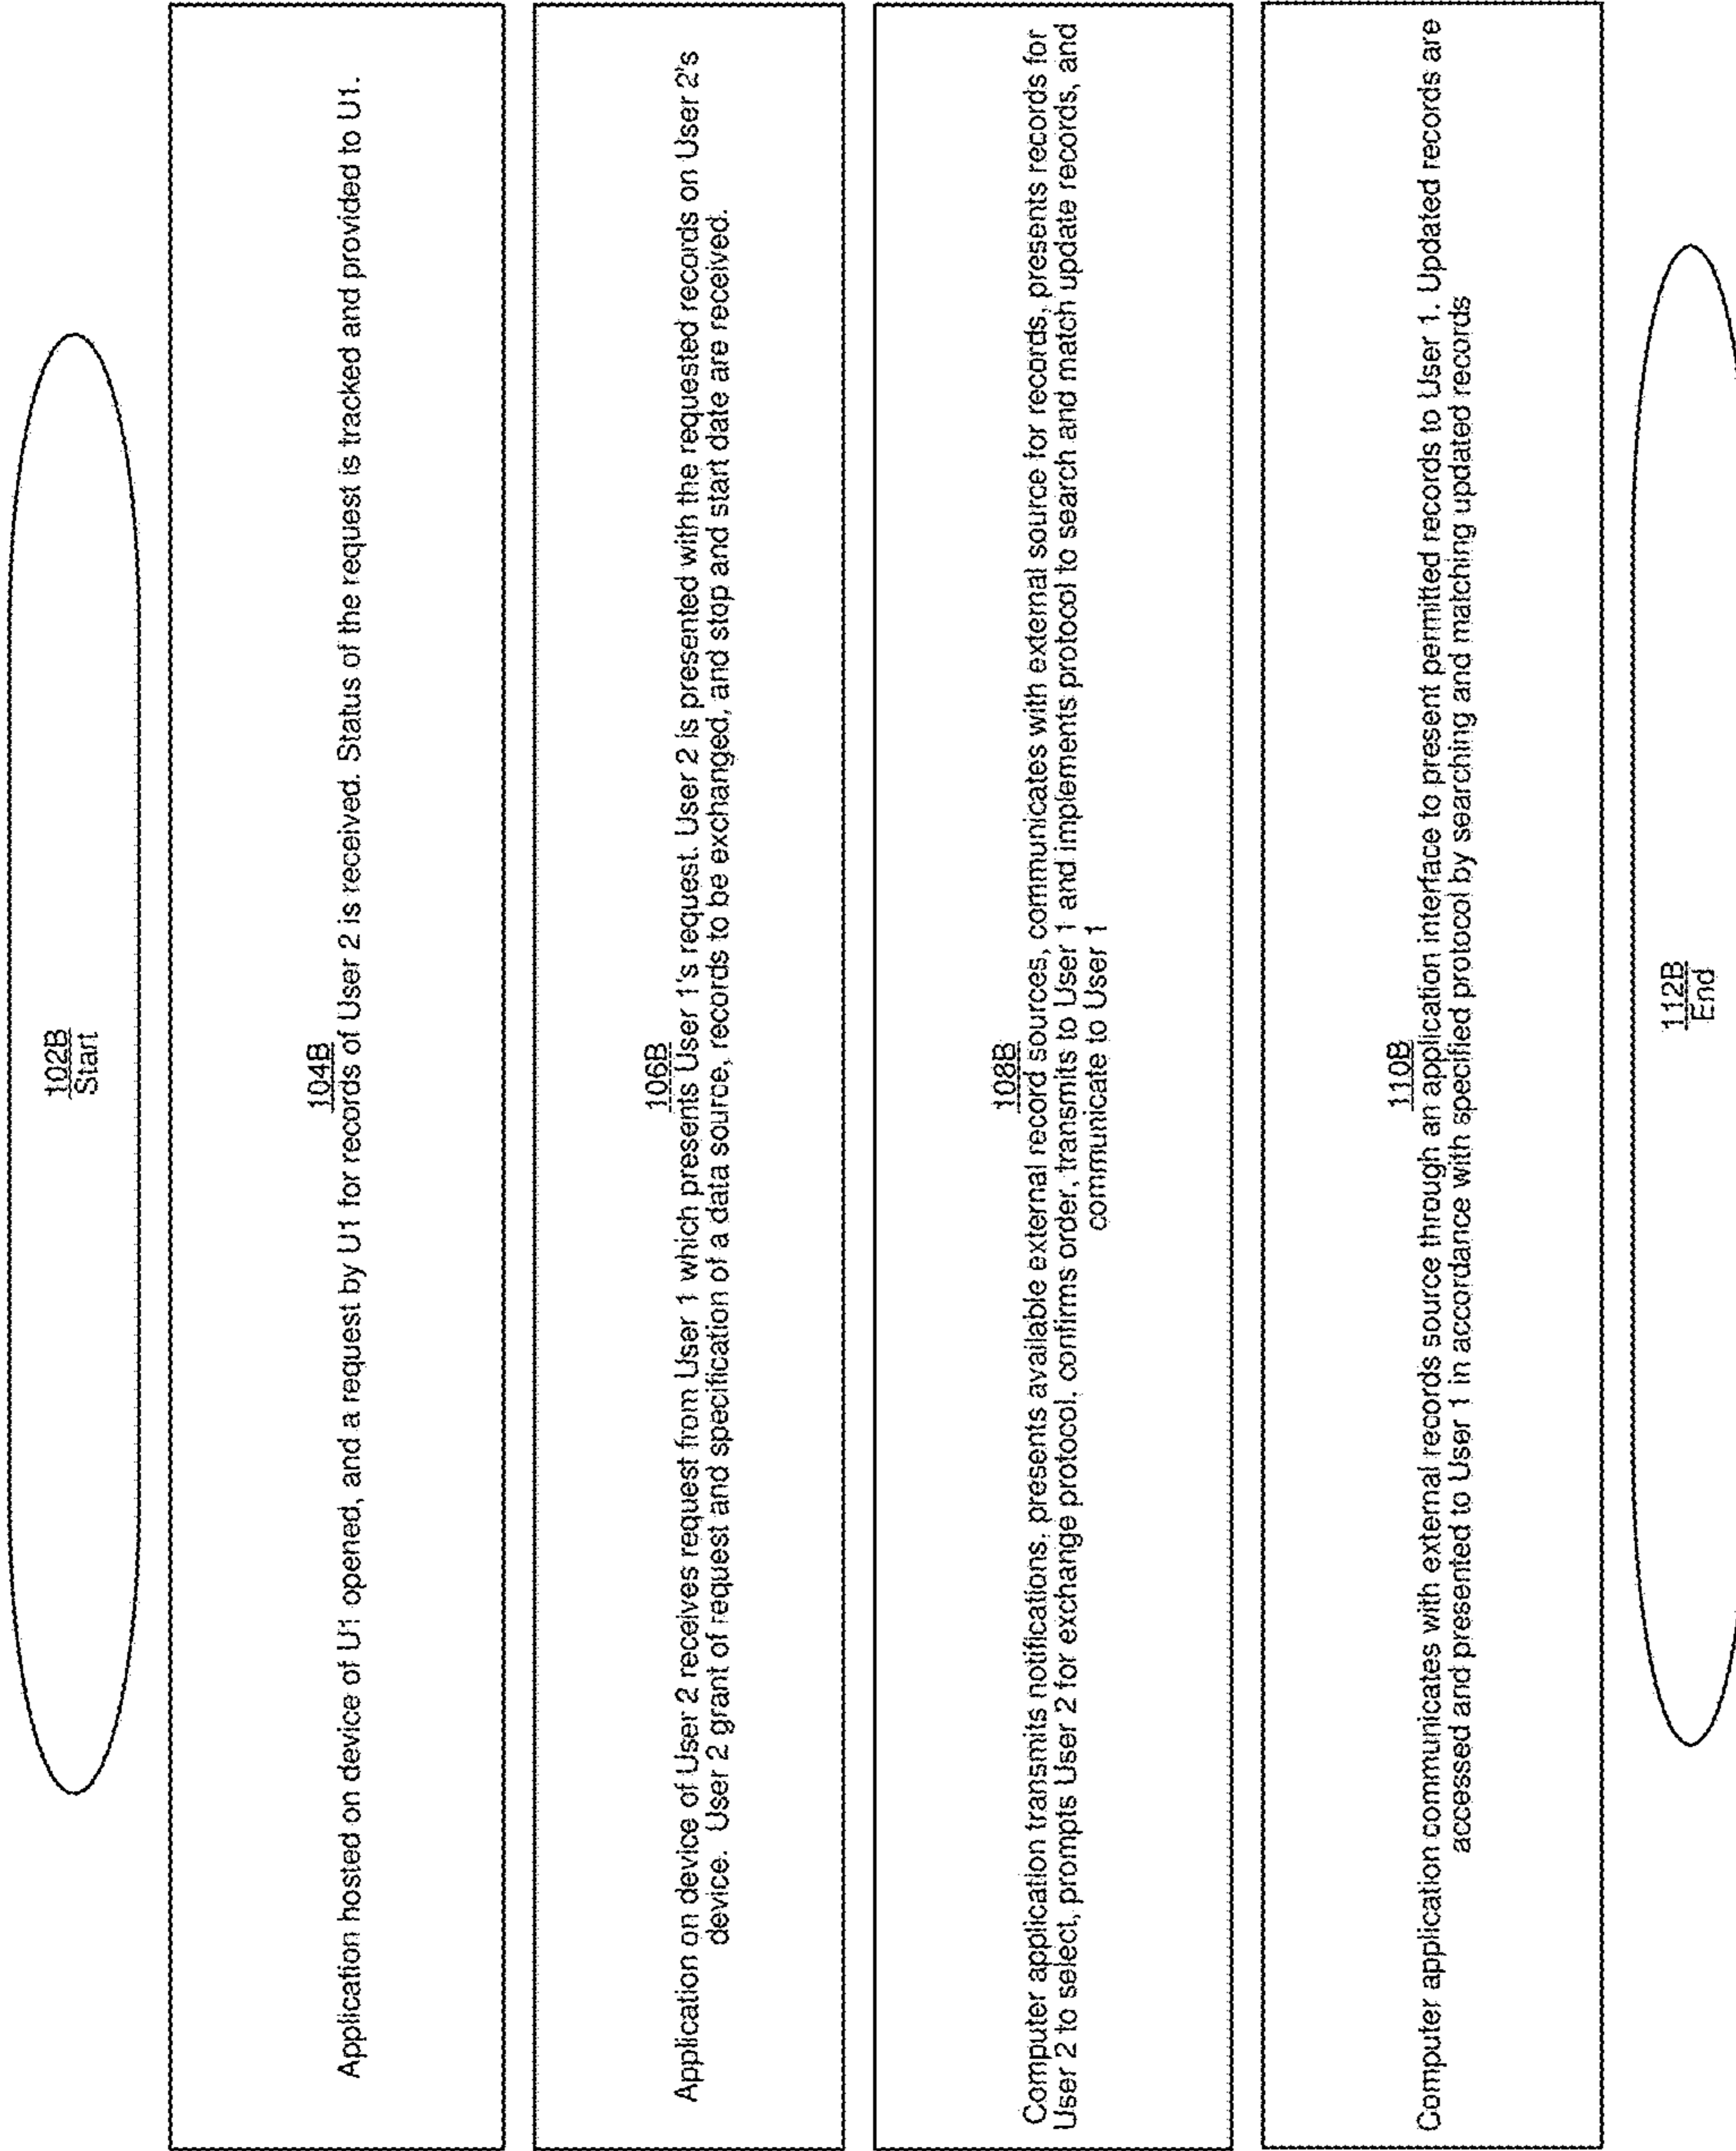 102B
Start
104B
Application hosted on device of U1 opened, and a request by U1 for records of User 2 is received. Status of the request is tracked and provided to U1.
106B
Application on device of User 2 receives request from User 1 which presents User 1's request. User 2 is presented with the requested records on User 2's
device. User 2 grant of request and specification of a data source, records to be exchanged, and stop and start date are received.
108B
Computer application transmits notifications, presents available external record sources, communicates with external source for records, presents records for
User 2 to select, prompts User 2 for exchange protocol, confirms order, transmits to User 1 and implements protocol to search and match update records, and
communicate to User 1
110B
Computer application communicates with external records source through an application interface to present permitted records to User 1. Updated records are
accessed and presented to User 1 in accordance with specified protocol by searching and matching updated records
112B
End